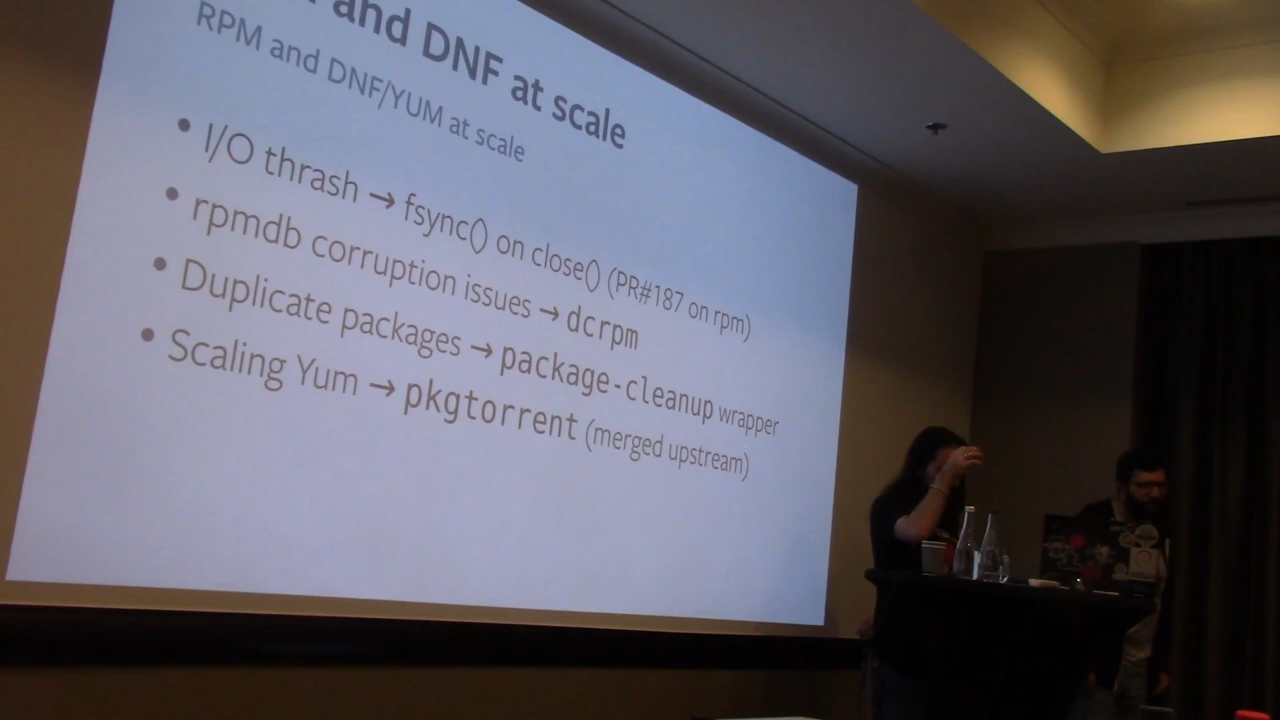 and DNF at scale
RPM and DNF/YUM at scale
• I/O thrash → fsync() on close() (PR#187 on rpm)
• rpmdb corruption issues → dcrpm
• Duplicate packages → package-cleanup wrapper
• Scaling Yum → pkgtorrent (merged upstream)